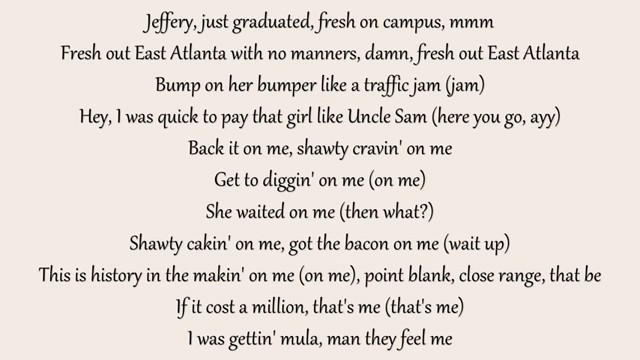 Jeffery, just graduated, fresh on campus, mmm
Fresh out East Atlanta with no manners, damn, fresh out East Atlanta
Bump on her bumper like a traffic jam (jam)
Hey, I was quick to pay that girl like Uncle Sam (here you go, ayy)
Back it on me, shawty cravin' on me
Get to diggin' on me (on me)
She waited on me (then what?)
Shawty cakin' on me, got the bacon on me (wait up)
This is history in the makin' on me (on me), point blank, close range, that be
If it cost a million, that's me (that's me)
I was gettin' mula, man they feel me